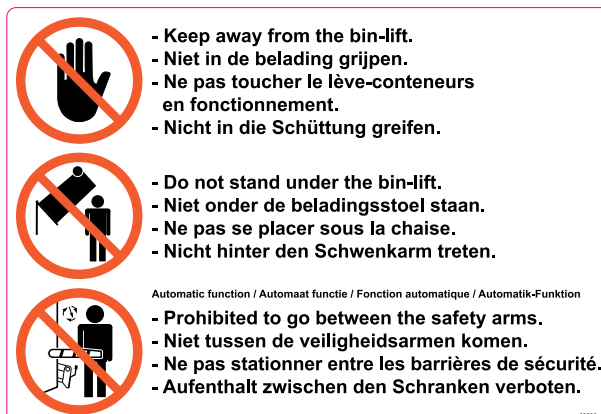 - Keep away from the bin-lift.
- Niet in de belading grijpen.
- Ne pas toucher le lève-conteneurs
en fonctionnement.
- Nicht in die Schüttung greifen.
- Do not stand under the bin-lift.
- Niet onder de beladingsstoel staan.
- Ne pas se placer sous la chaise.
- Nicht hinter den Schwenkarm treten.
Automatic function / Automaat functie / Fonction automatique / Automatik-Funktion
- Prohibited to go between the safety arms.
- Niet tussen de veiligheidsarmen komen.
- Ne pas stationner entre les barrières de sécurité.
- Aufenthalt zwischen den Schranken verboten.